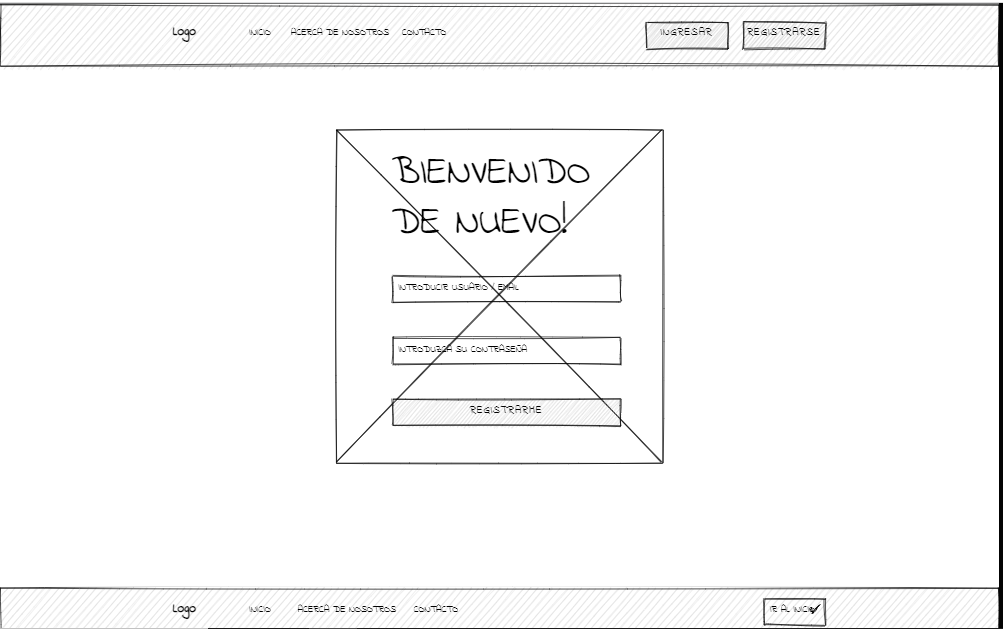 Logo INICIO ACERCA DE NOSOTROS CONTACTO INGRESAR REGISTRARSE
BIENVENIDO
DE NUEVO!
INTRODUCIR USUARIO / EMAL
INTRODUZCA SU CONTRASEÑA
REGISTRARME
Logo INICIO ACERCA DE NOSOTROS CONTACTO IR AL INICIO